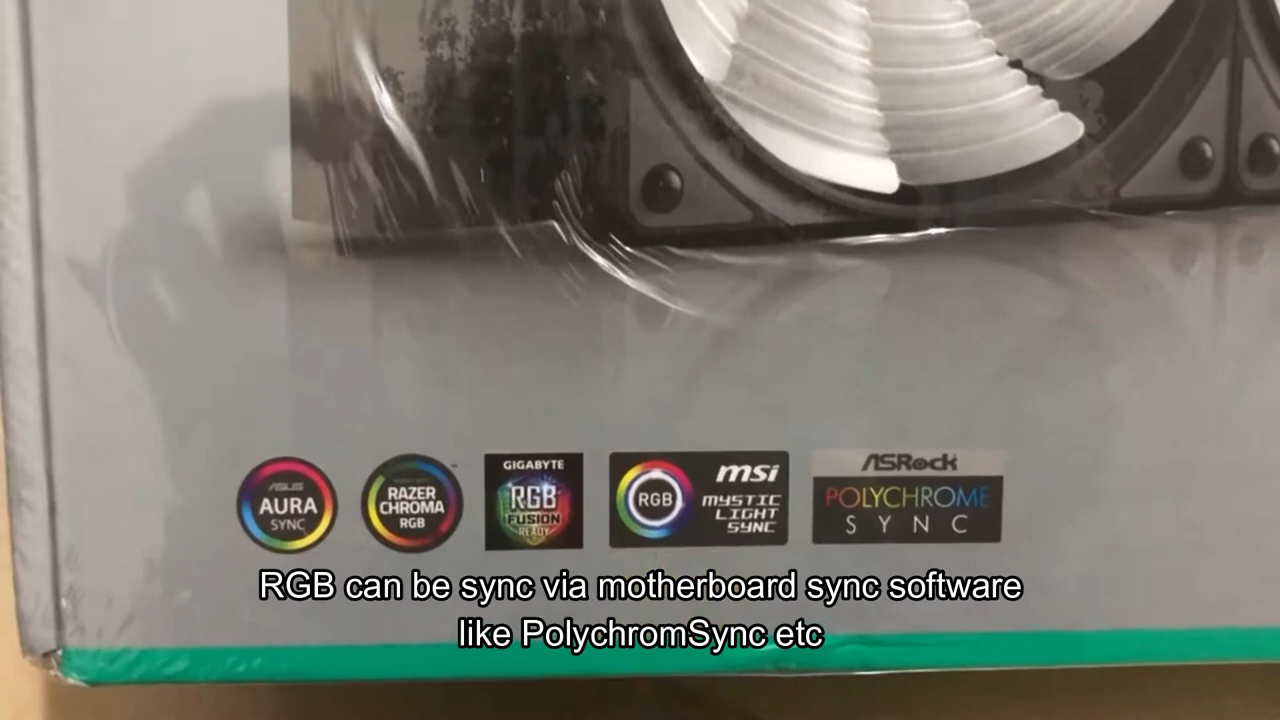 ASUS
AURA
SYNC
RAZER
CHROMA
RGB
GIGABYTE
RGB
FUSION
READY
RGB
msi
MYSTIC
LIGHT
SYNC
ASRock
POLYCHROME
SYNC
RGB can be sync via motherboard sync software
like PolychromSync etc